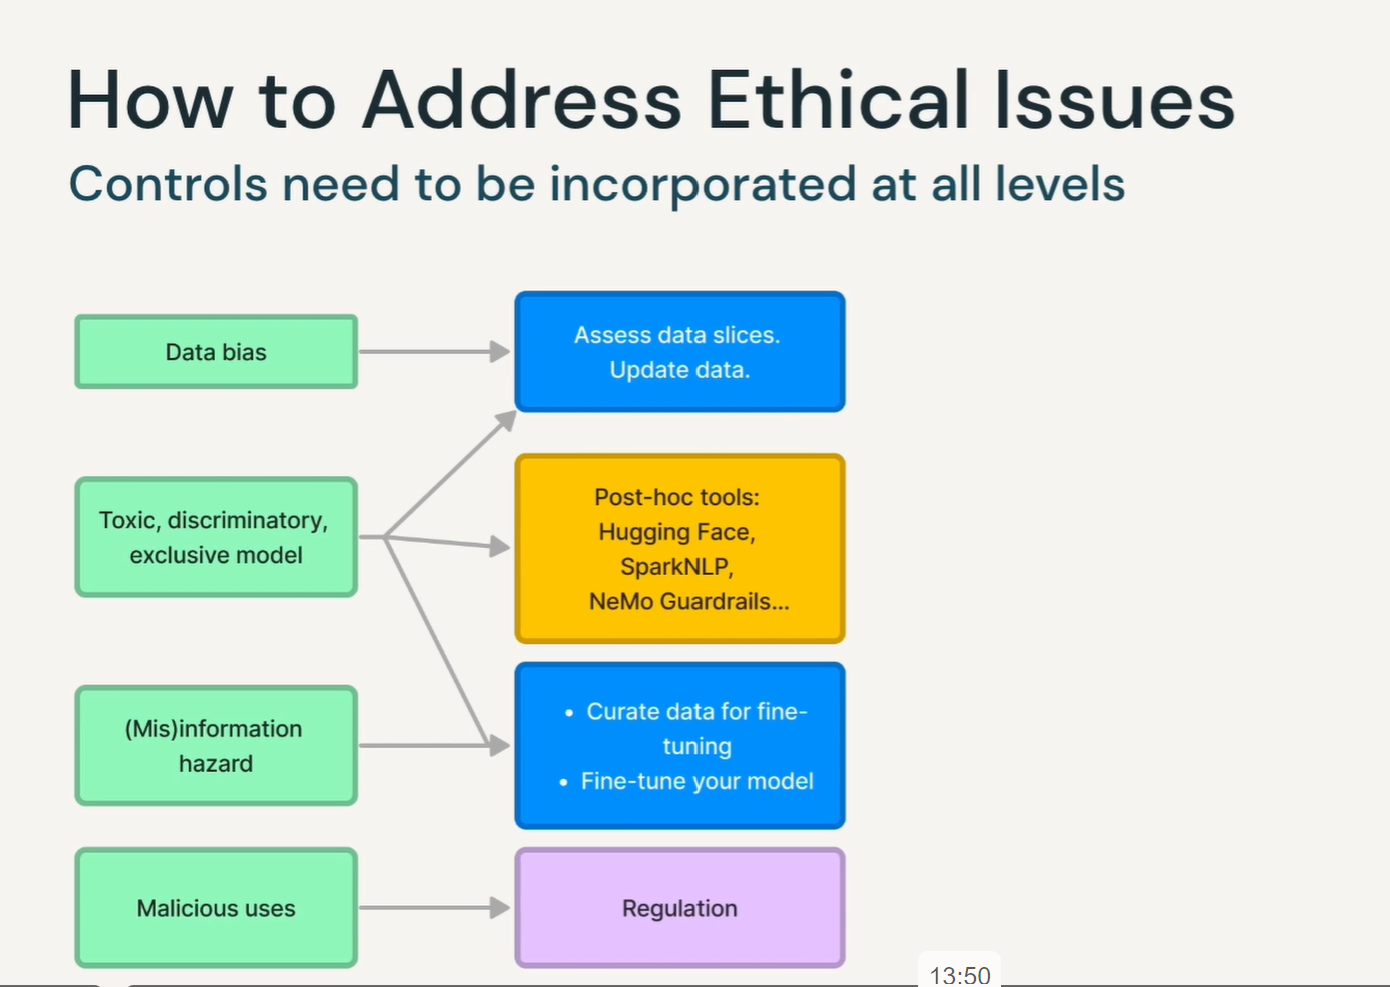 How to Address Ethical Issues
Controls need to be incorporated at all levels
Data bias
Assess data slices.
Update data.
Toxic, discriminatory,
exclusive model
Post-hoc tools:
Hugging Face,
SparkNLP,
NeMo Guardrails...
(Mis)information
hazard
• Curate data for fine-
tuning
• Fine-tune your model
Malicious uses
Regulation
13:50